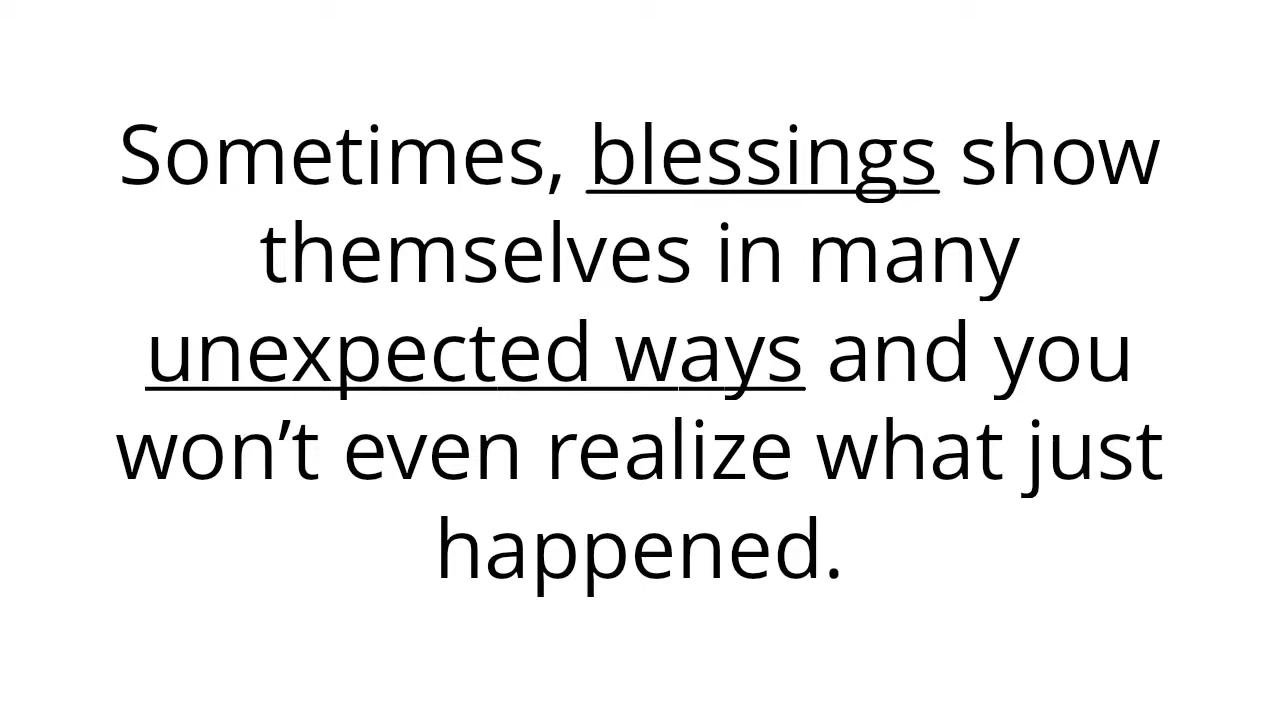 Sometimes, blessings show
themselves in many
unexpected ways and you
won’t even realize what just
happened.